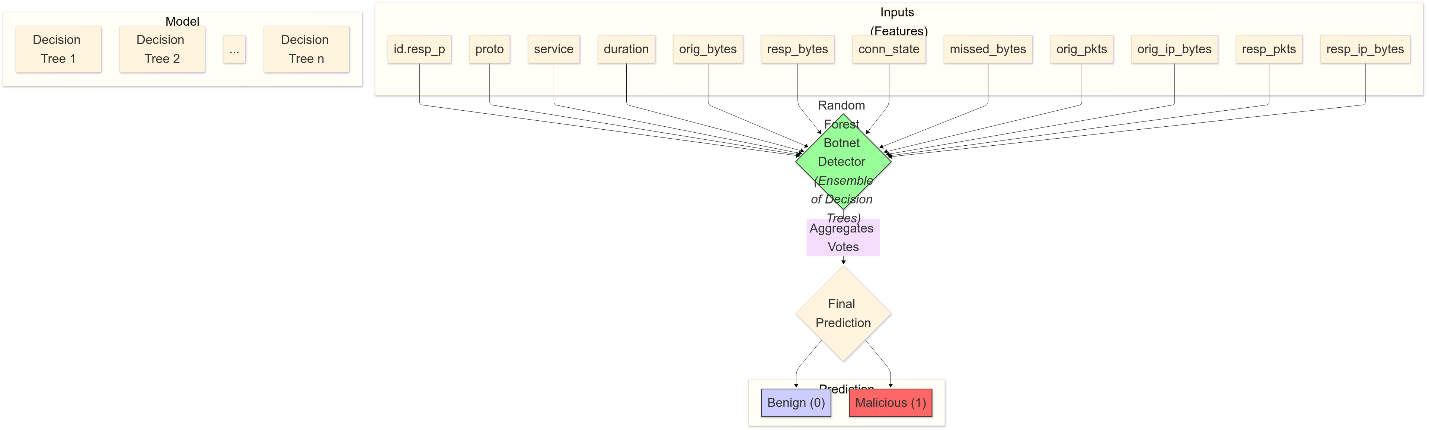 Model
Decision
Tree 1
Decision
Tree 2
...
Decision
Tree n
Inputs
(Features)
id.resp_p
proto
service
duration
orig_bytes
resp_bytes
conn_state
missed_bytes
orig_pkts
orig_ip_bytes
resp_pkts
resp_ip_bytes
Random
Forest
Botnet
Detector
(Ensemble
of Decision
Trees)
Aggregates
Votes
Final
Prediction
Prediction
Benign (0)
Malicious (1)